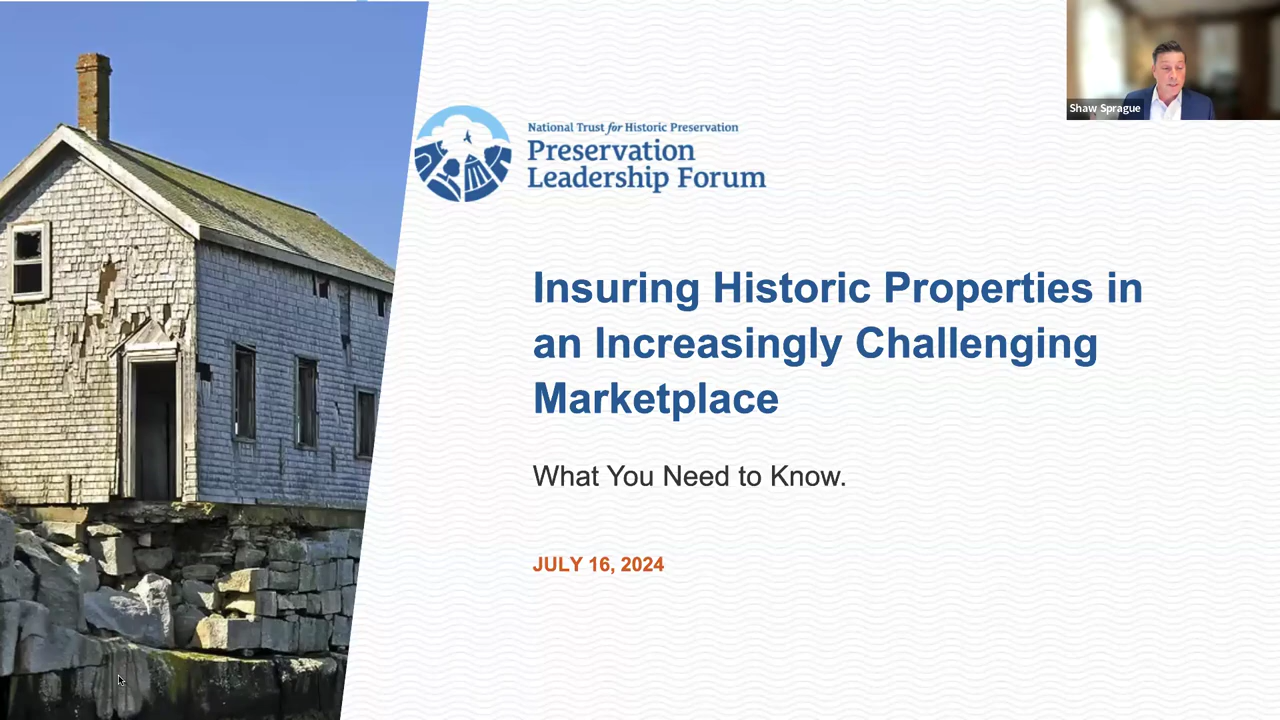 Shaw Sprague
National Trust for Historic Preservation
Preservation
Leadership Forum
Insuring Historic Properties in
an Increasingly Challenging
Marketplace
What You Need to Know.
JULY 16, 2024